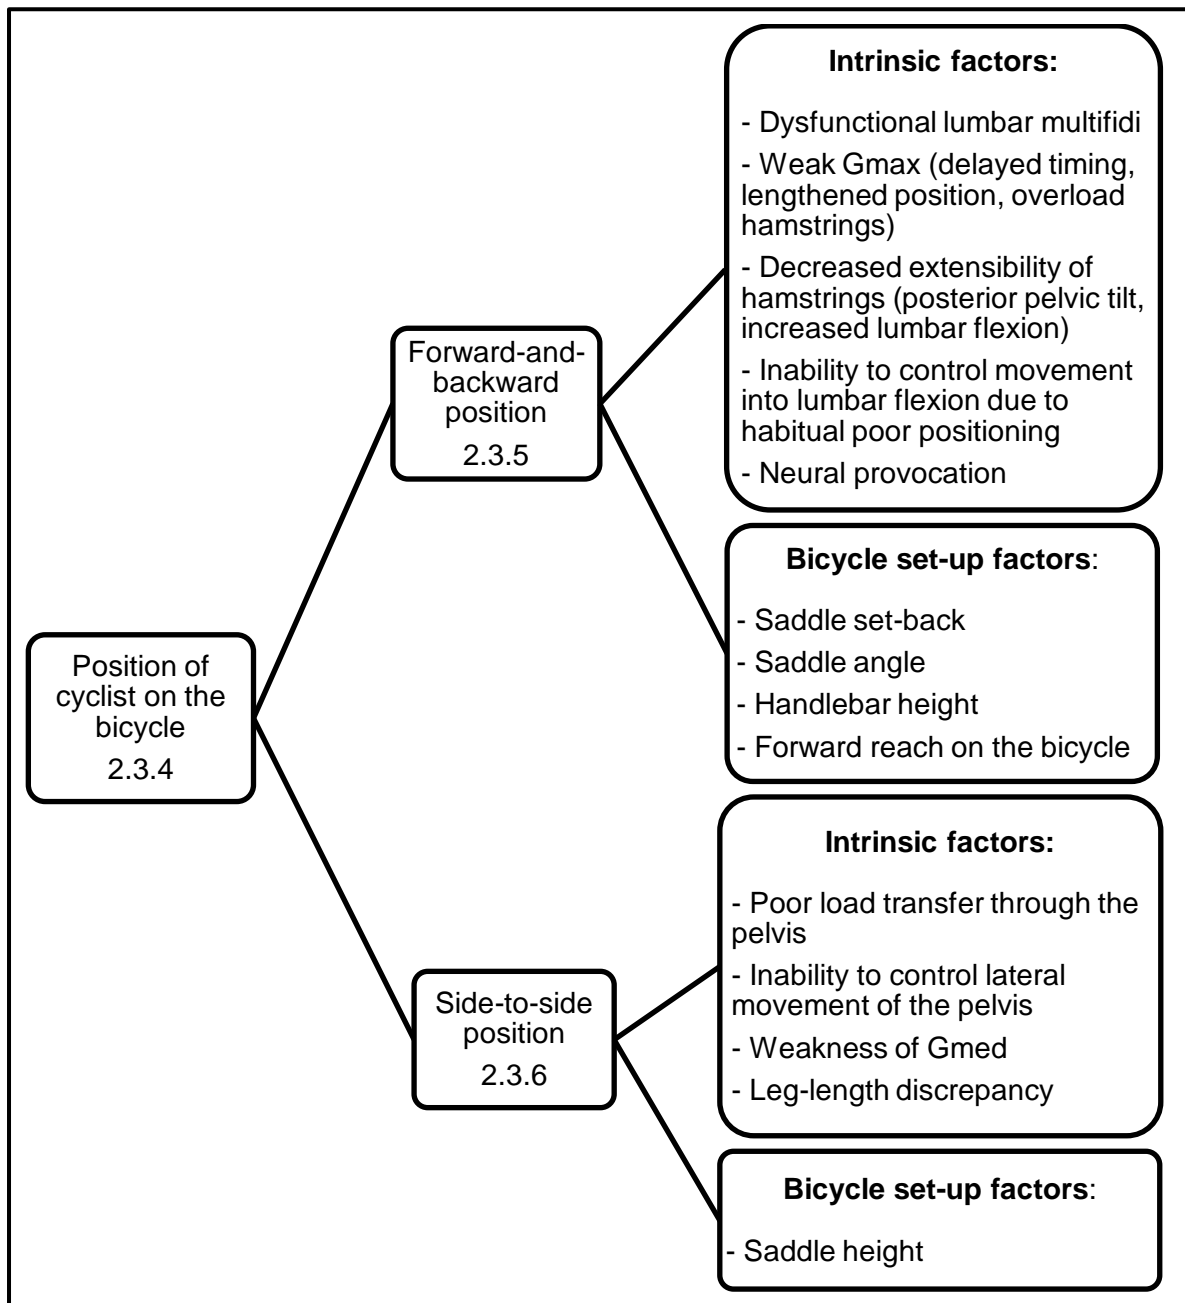 Position of
cyclist on the
bicycle
2.3.4
Forward-and-
backward
position
2.3.5
Intrinsic factors:
- Dysfunctional lumbar multifidi
- Weak Gmax (delayed timing,
lengthened position, overload
hamstrings)
- Decreased extensibility of
hamstrings (posterior pelvic tilt,
increased lumbar flexion)
- Inability to control movement
into lumbar flexion due to
habitual poor positioning
- Neural provocation
Bicycle set-up factors:
- Saddle set-back
- Saddle angle
- Handlebar height
- Forward reach on the bicycle
Side-to-side
position
2.3.6
Intrinsic factors:
- Poor load transfer through the
pelvis
- Inability to control lateral
movement of the pelvis
- Weakness of Gmed
- Leg-length discrepancy
Bicycle set-up factors:
- Saddle height